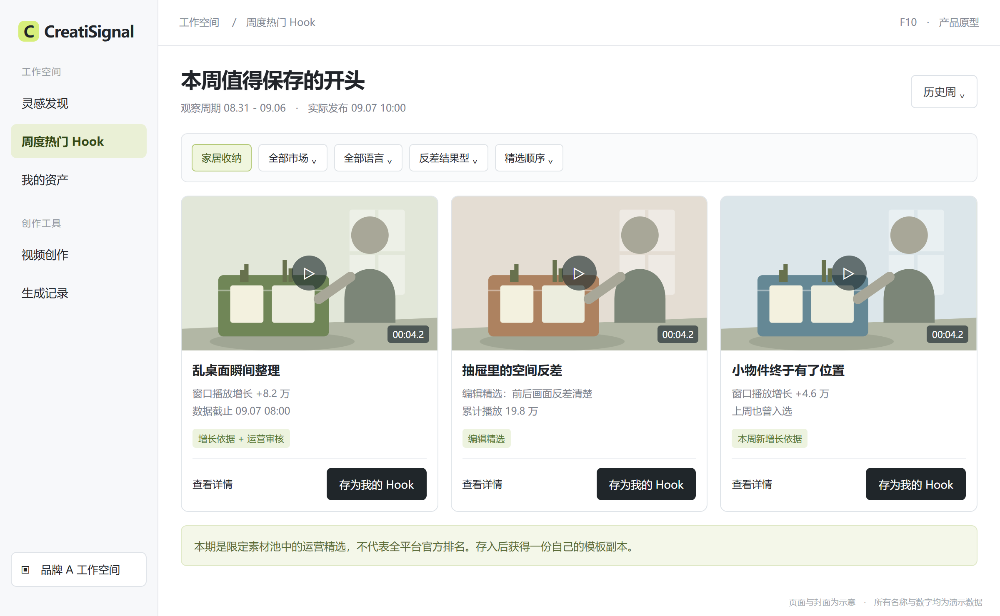 C CreatiSignal
工作空间
灵感发现
周度热门 Hook
我的资产
创作工具
视频创作
生成记录
品牌 A 工作空间
工作空间 / 周度热门 Hook
F10 · 产品原型
本周值得保存的开头
观察周期 08.31 - 09.06 · 实际发布 09.07 10:00
历史周
家居收纳 全部市场 全部语言 反差结果型 精选顺序
00:04.2
乱桌面瞬间整理
窗口播放增长 +8.2 万
数据截止 09.07 08:00
增长依据 + 运营审核
查看详情 存为我的 Hook
00:04.2
抽屉里的空间反差
编辑精选：前后画面反差清楚
累计播放 19.8 万
编辑精选
查看详情 存为我的 Hook
00:04.2
小物件终于有了位置
窗口播放增长 +4.6 万
上周也曾入选
本周新增长依据
查看详情 存为我的 Hook
本期是限定素材池中的运营精选，不代表全平台官方排名。存入后获得一份自己的模板副本。
页面与封面为示意 · 所有名称与数字均为演示数据